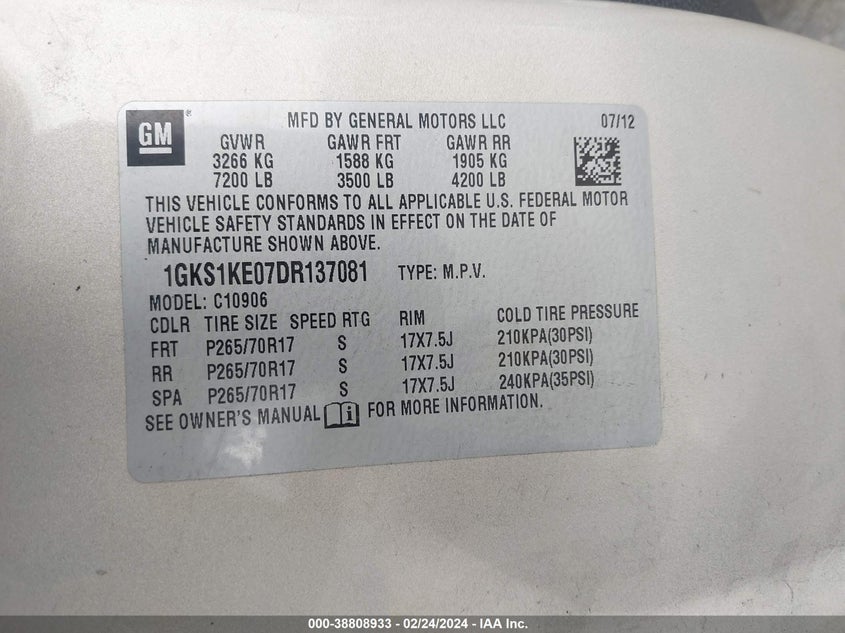 GM®
MFD BY GENERAL MOTORS LLC 07/12
GVWR GAWR FRT GAWR RR
3266 KG 1588 KG 1905 KG
7200 LB 3500 LB 4200 LB
THIS VEHICLE CONFORMS TO ALL APPLICABLE U.S. FEDERAL MOTOR
VEHICLE SAFETY STANDARDS IN EFFECT ON THE DATE OF
MANUFACTURE SHOWN ABOVE.
1GKS1KE07DR137081 TYPE: M.P.V.
MODEL: C10906
CDLR TIRE SIZE SPEED RTG RIM COLD TIRE PRESSURE
FRT P265/70R17 S 17X7.5J 210KPA(30PSI)
RR P265/70R17 S 17X7.5J 210KPA(30PSI)
SPA P265/70R17 S 17X7.5J 240KPA(35PSI)
SEE OWNER'S MANUAL FOR MORE INFORMATION.
000-38808933 - 02/24/2024 - IAA Inc.